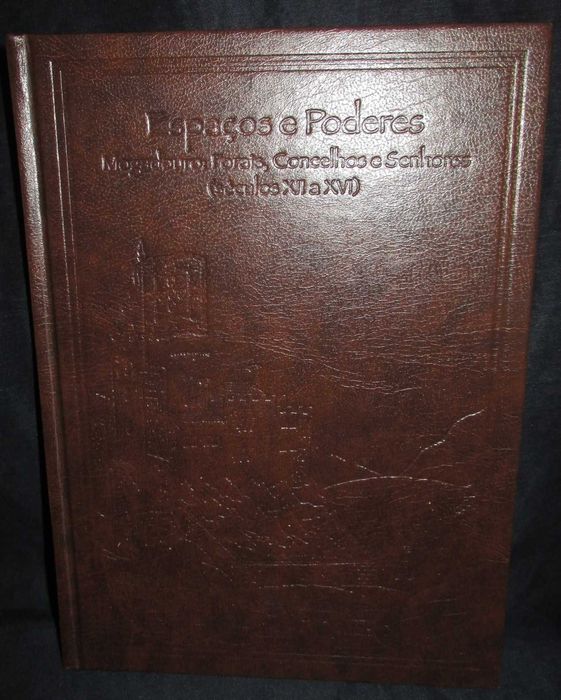 Espaços e Poderes
Mogadouro: Forais, Concelhos e Senhores
(Séculos XII a XVI)